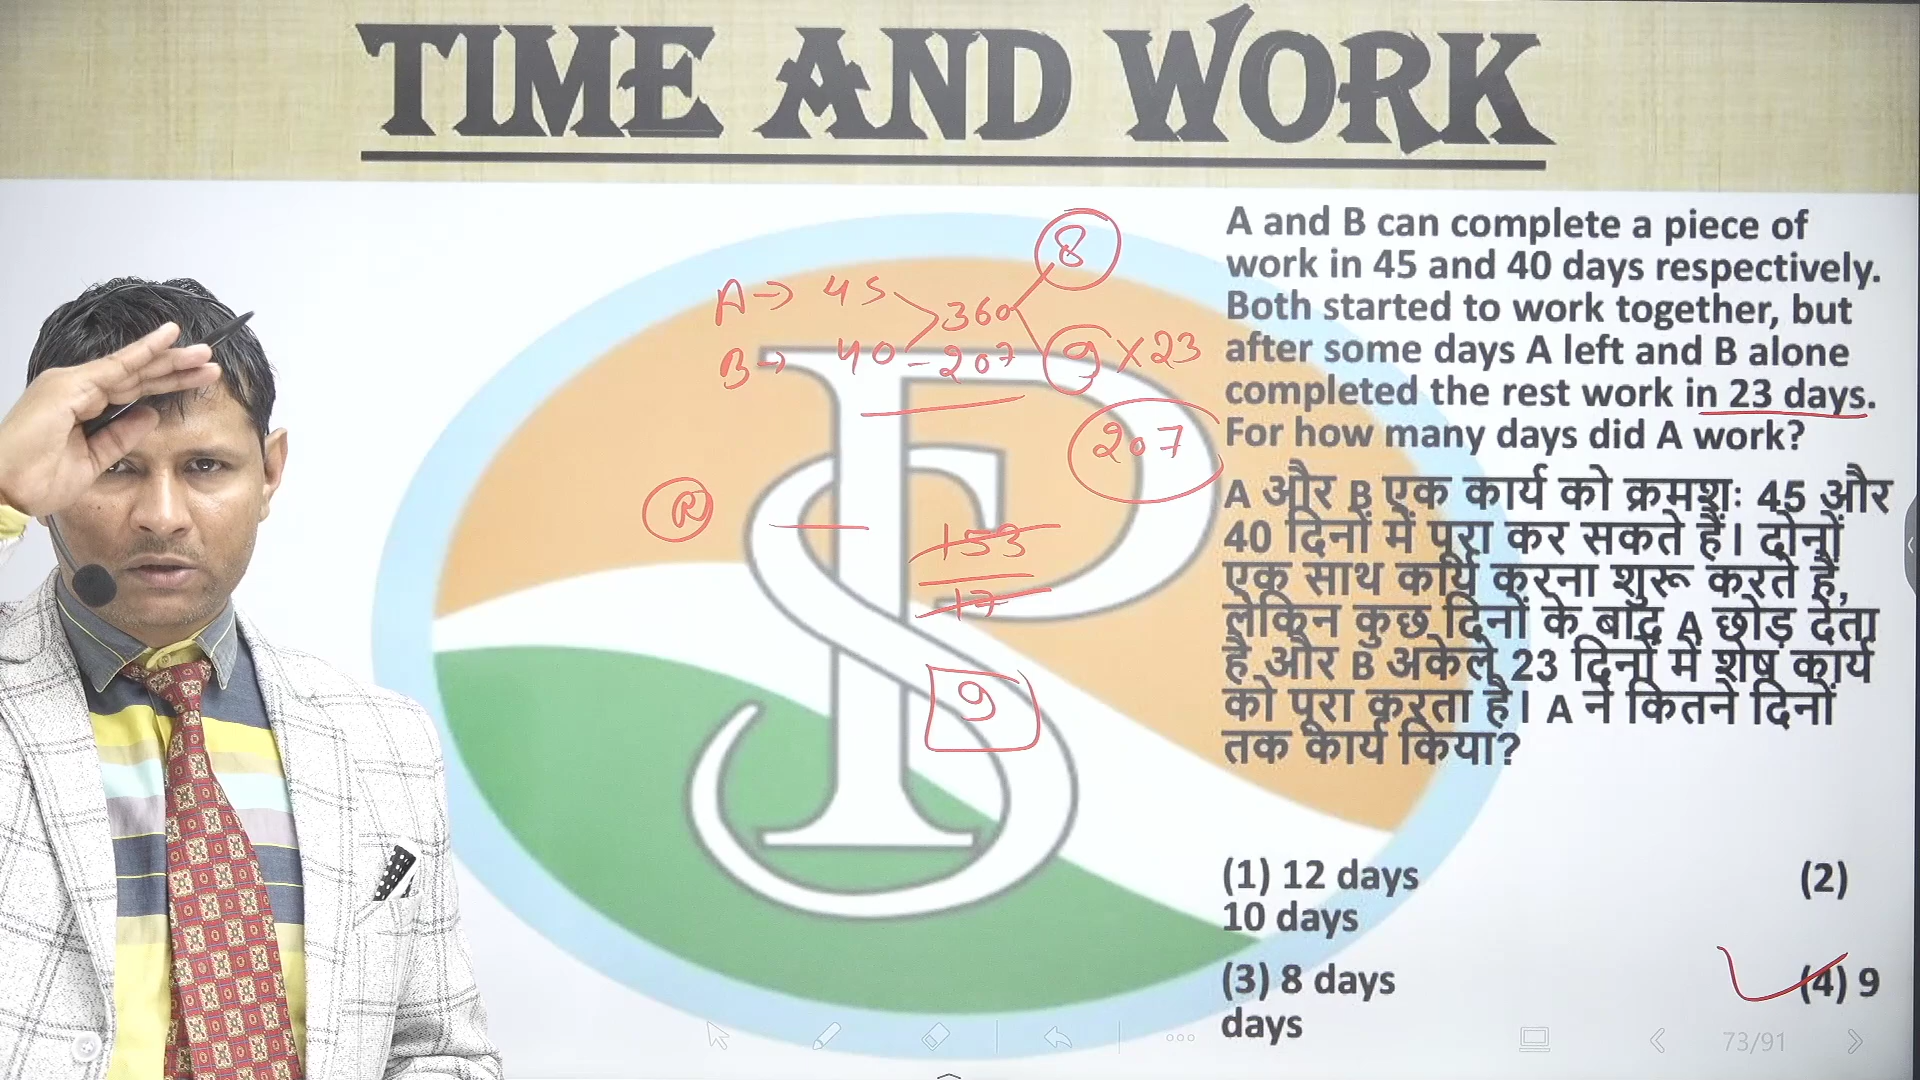 TIME AND WORK
A and B can complete a piece of
work in 45 and 40 days respectively.
Both started to work together, but
after some days A left and B alone
completed the rest work in 23 days.
For how many days did A work?
A और B एक कार्य को क्रमशः 45 और
40 दिनों में पूरा कर सकते हैं। दोनों
एक साथ कार्य करना शुरू करते हैं,
लेकिन कुछ दिनों के बाद A छोड़ देता
है और B अकेले 23 दिनों में शेष कार्य
को पूरा करता है। A ने कितने दिनों
तक कार्य किया?
(1) 12 days (2)
10 days
(3) 8 days (4) 9
days
A → 45 360 8
B → 40 - 207 9 X 23
207
R
153
17
9
73/91